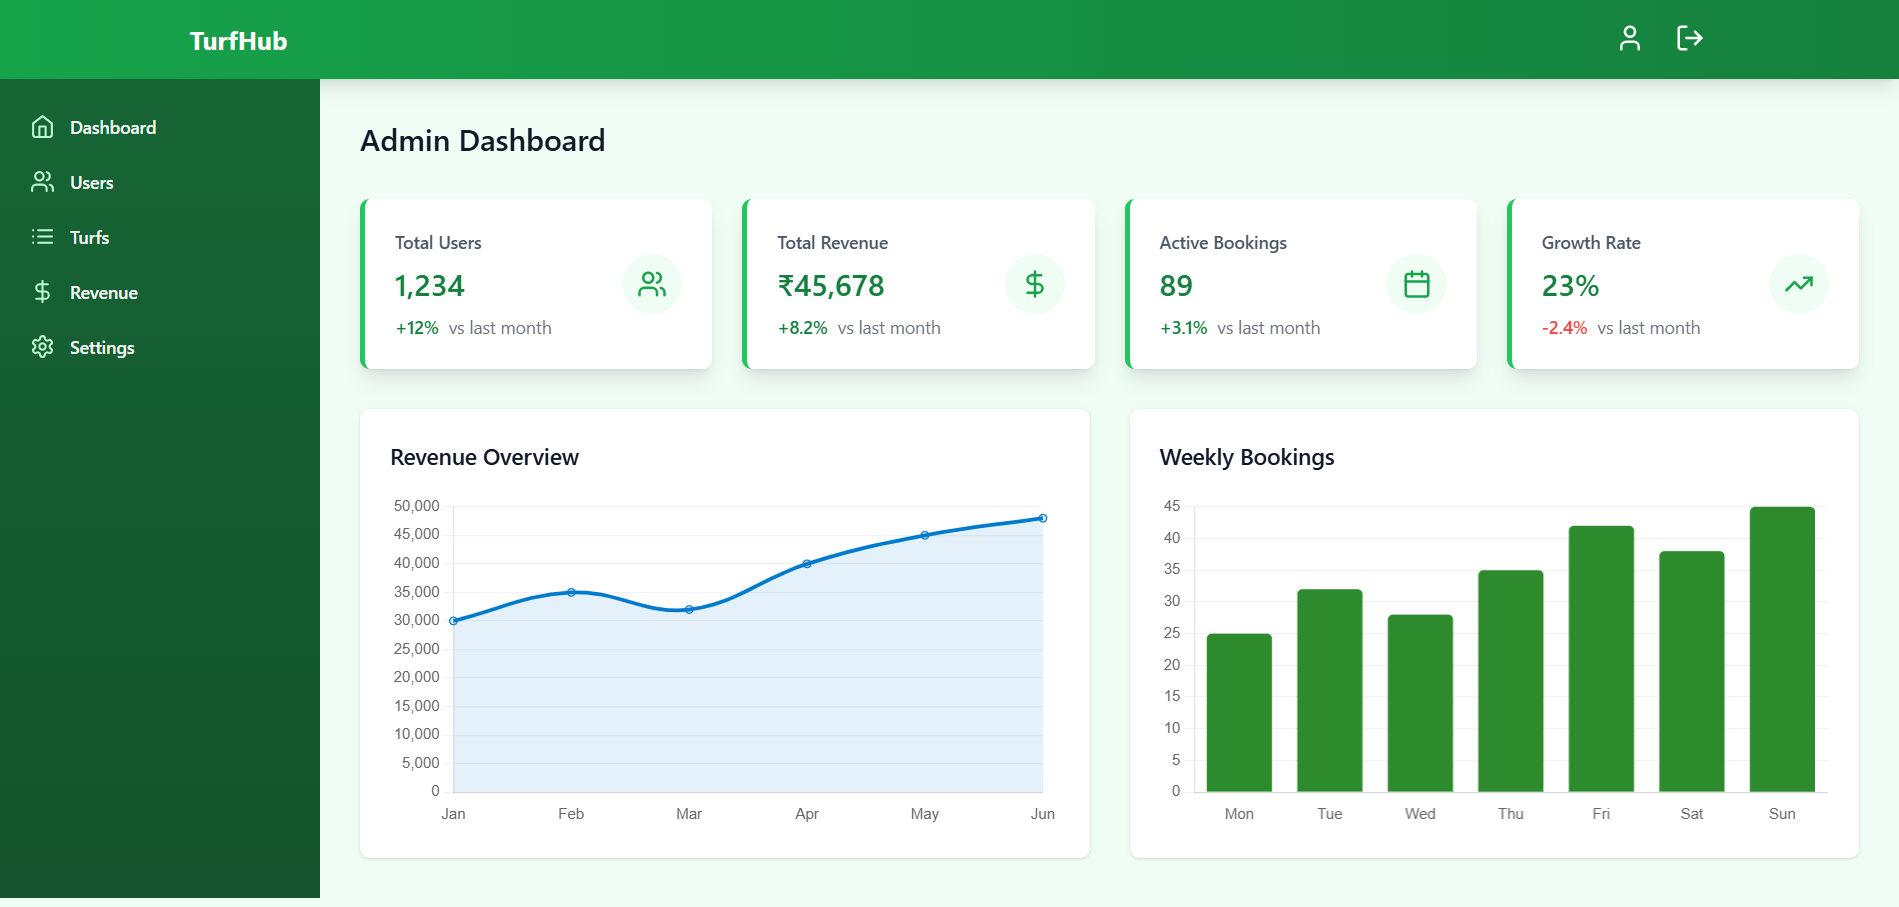 TurfHub
Dashboard
Users
Turfs
Revenue
Settings
Admin Dashboard
Total Users
1,234
+12% vs last month
Total Revenue
₹45,678
+8.2% vs last month
Active Bookings
89
+3.1% vs last month
Growth Rate
23%
-2.4% vs last month
Revenue Overview
50,000
45,000
40,000
35,000
30,000
25,000
20,000
15,000
10,000
5,000
0
Jan Feb Mar Apr May Jun
Weekly Bookings
45
40
35
30
25
20
15
10
5
0
Mon Tue Wed Thu Fri Sat Sun